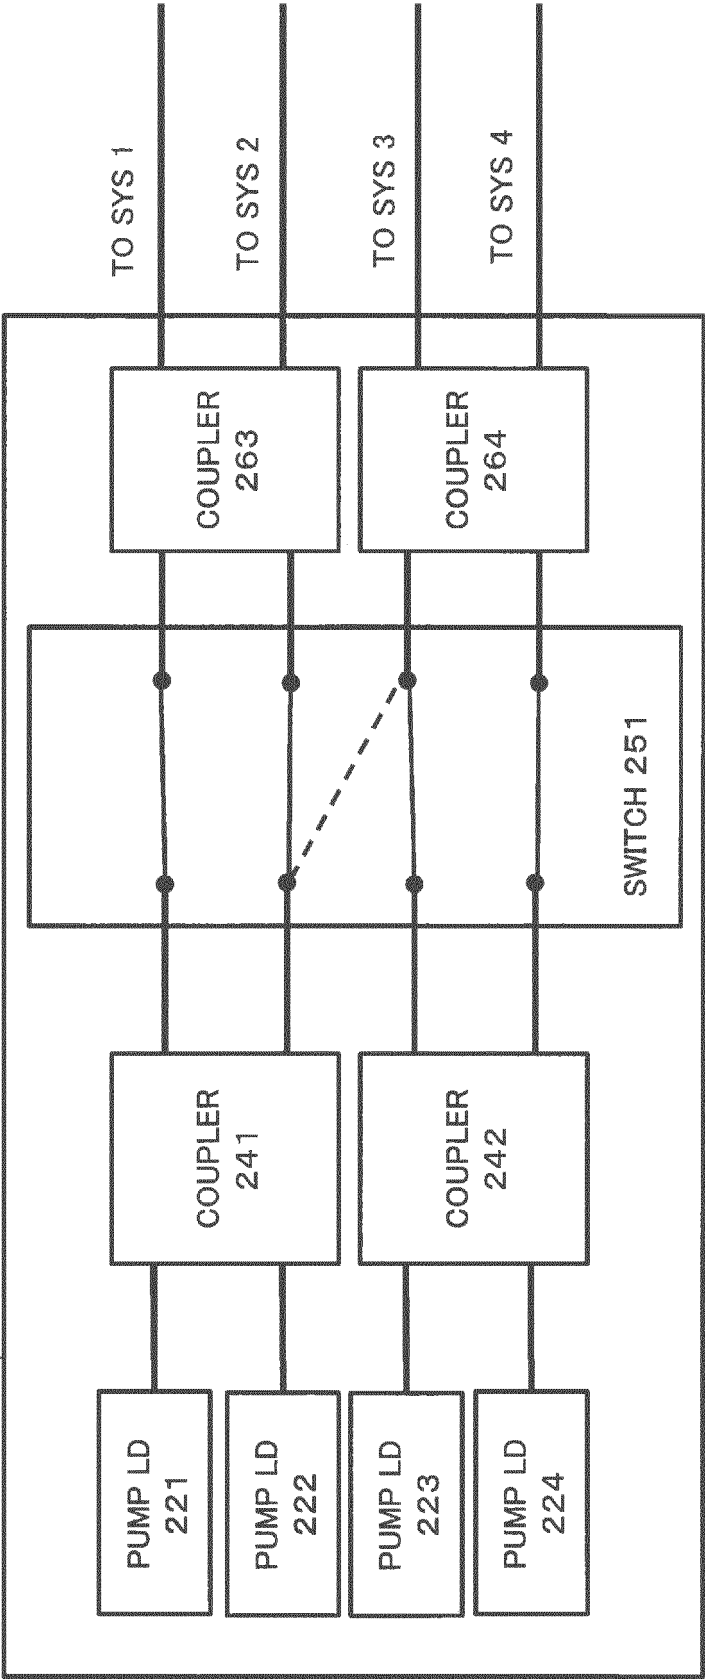 PUMP LD
221
PUMP LD
222
PUMP LD
223
PUMP LD
224
COUPLER
241
COUPLER
242
SWITCH 251
COUPLER
263
COUPLER
264
TO SYS 1
TO SYS 2
TO SYS 3
TO SYS 4